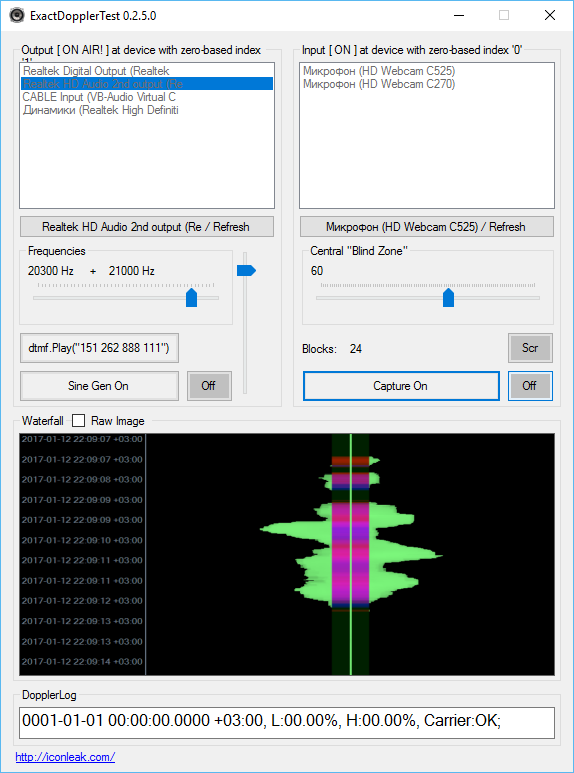 ExactDopplerTest 0.2.5.0
Output [ ON AIR! ] at device with zero-based index
'1'
Realtek Digital Output (Realtek
Realtek HD Audio 2nd output (Re
CABLE Input (VB-Audio Virtual C
Динамики (Realtek High Definiti
Realtek HD Audio 2nd output (Re / Refresh
Frequencies
20300 Hz + 21000 Hz
dtmf.Play("151 262 888 111")
Sine Gen On
Off
Input [ ON ] at device with zero-based index '0'
Микрофон (HD Webcam C525)
Микрофон (HD Webcam C270)
Микрофон (HD Webcam C525) / Refresh
Central "Blind Zone"
60
Blocks: 24
Scr
Capture On
Off
Waterfall
Raw Image
2017-01-12 22:09:07 +03:00
2017-01-12 22:09:07 +03:00
2017-01-12 22:09:08 +03:00
2017-01-12 22:09:09 +03:00
2017-01-12 22:09:09 +03:00
2017-01-12 22:09:10 +03:00
2017-01-12 22:09:11 +03:00
2017-01-12 22:09:11 +03:00
2017-01-12 22:09:12 +03:00
2017-01-12 22:09:13 +03:00
2017-01-12 22:09:13 +03:00
2017-01-12 22:09:14 +03:00
DopplerLog
0001-01-01 00:00:00.0000 +03:00, L:00.00%, H:00.00%, Carrier:OK;
http://iconleak.com/